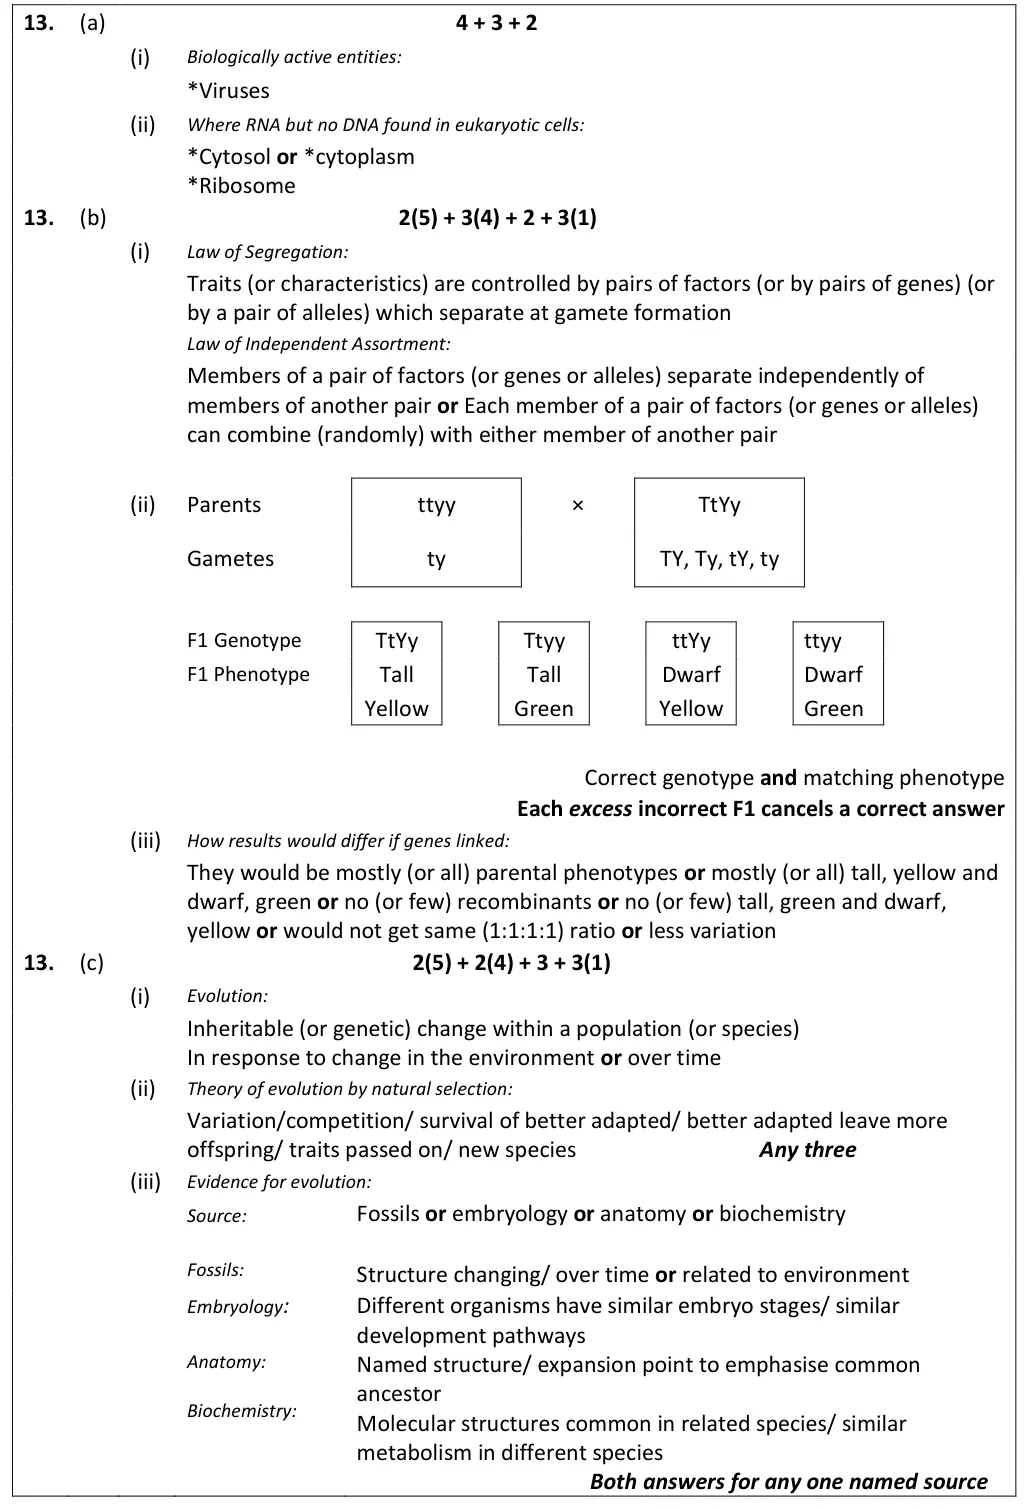 13. (a) 4 + 3 + 2
(i) Biologically active entities:
*Viruses
(ii) Where RNA but no DNA found in eukaryotic cells:
*Cytosol or *cytoplasm
*Ribosome
13. (b) 2(5) + 3(4) + 2 + 3(1)
(i) Law of Segregation:
Traits (or characteristics) are controlled by pairs of factors (or by pairs of genes) (or
by a pair of alleles) which separate at gamete formation
Law of Independent Assortment:
Members of a pair of factors (or genes or alleles) separate independently of
members of another pair or Each member of a pair of factors (or genes or alleles)
can combine (randomly) with either member of another pair
(ii) Parents ttyy × TtYy
Gametes ty TY, Ty, tY, ty
F1 Genotype TtYy Ttyy ttYy ttyy
F1 Phenotype Tall Tall Dwarf Dwarf
Yellow Green Yellow Green
Correct genotype and matching phenotype
Each excess incorrect F1 cancels a correct answer
(iii) How results would differ if genes linked:
They would be mostly (or all) parental phenotypes or mostly (or all) tall, yellow and
dwarf, green or no (or few) recombinants or no (or few) tall, green and dwarf,
yellow or would not get same (1:1:1:1) ratio or less variation
13. (c) 2(5) + 2(4) + 3 + 3(1)
(i) Evolution:
Inheritable (or genetic) change within a population (or species)
In response to change in the environment or over time
(ii) Theory of evolution by natural selection:
Variation/competition/ survival of better adapted/ better adapted leave more
offspring/ traits passed on/ new species Any three
(iii) Evidence for evolution:
Source: Fossils or embryology or anatomy or biochemistry
Fossils: Structure changing/ over time or related to environment
Embryology: Different organisms have similar embryo stages/ similar
development pathways
Anatomy: Named structure/ expansion point to emphasise common
ancestor
Biochemistry: Molecular structures common in related species/ similar
metabolism in different species
Both answers for any one named source